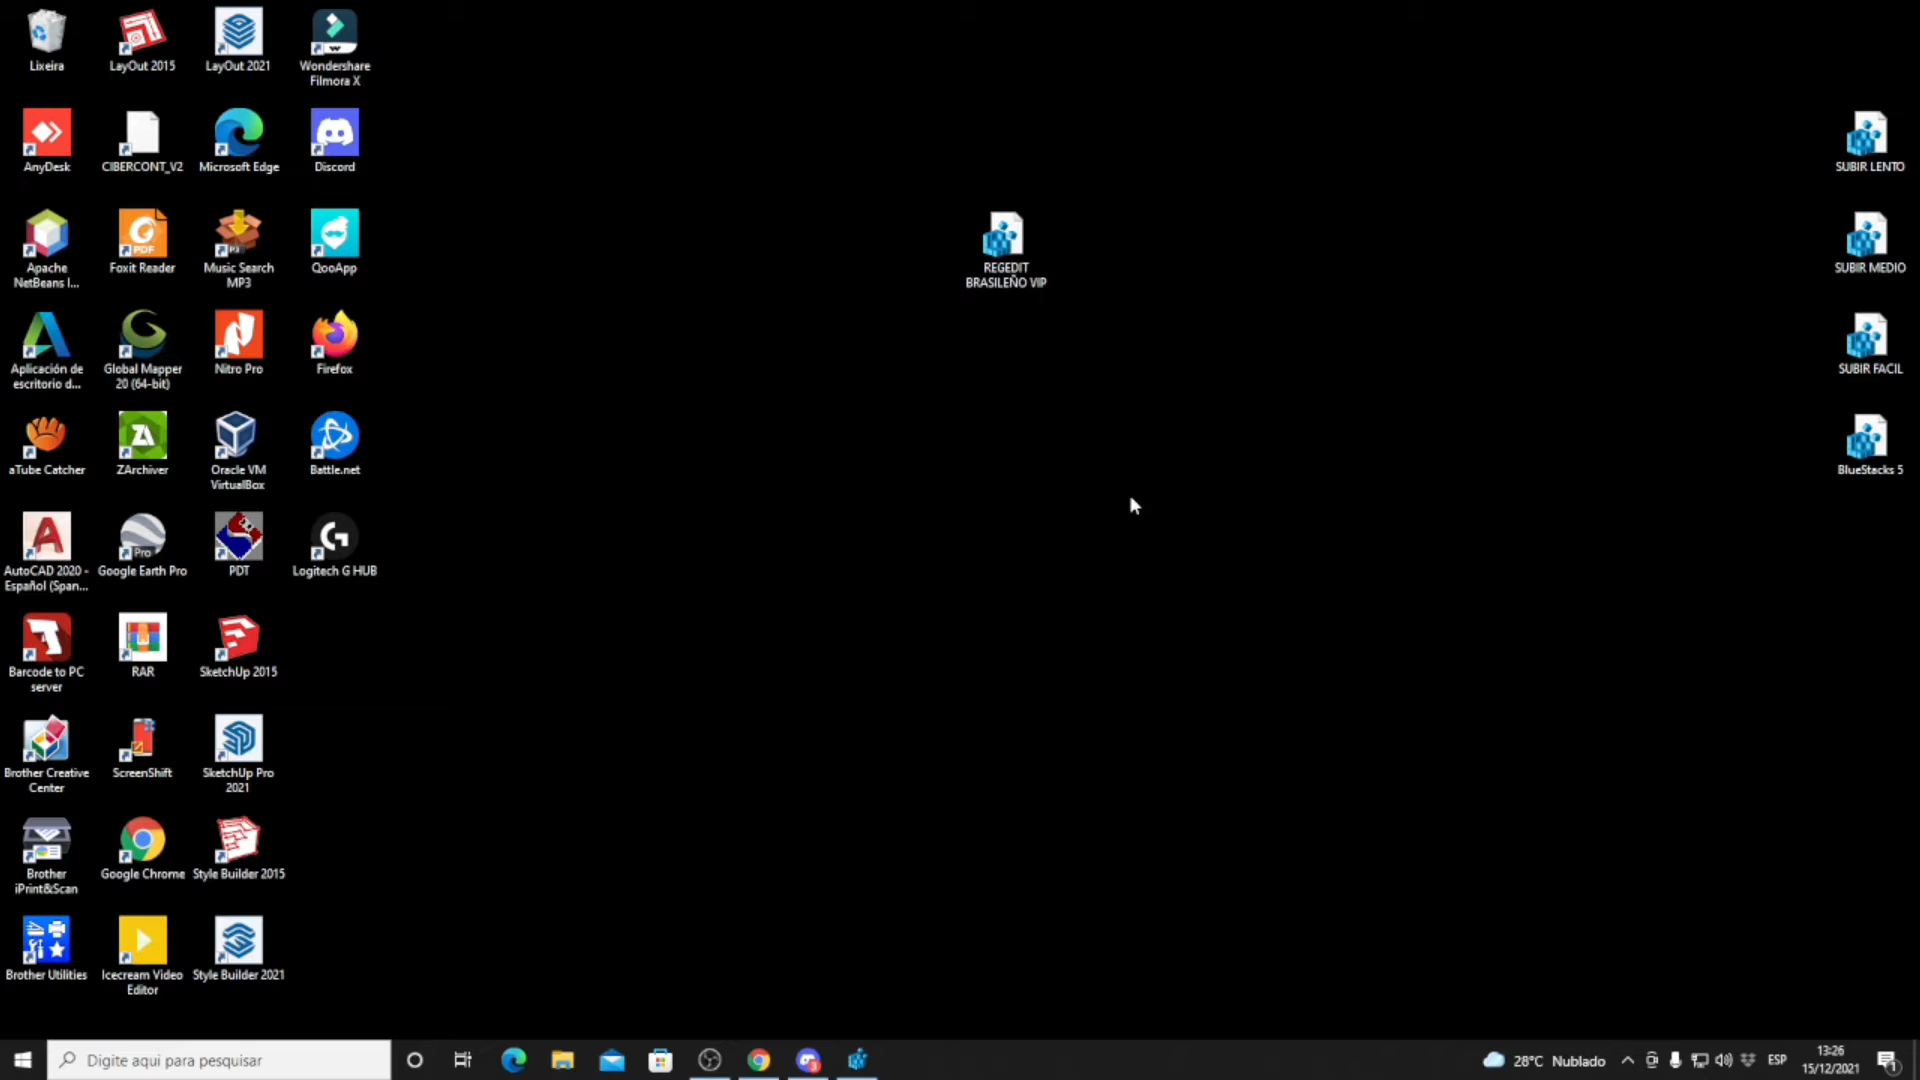 Lixeira
LayOut 2015
LayOut 2021
Wondershare
Filmora X
AnyDesk
CIBERCONT_V2
Microsoft Edge
Discord
SUBIR LENTO
Apache
NetBeans I...
Foxit Reader
PDF
Music Search
MP3
QooApp
REGEDIT
BRASILEÑO VIP
SUBIR MEDIO
Aplicación de
escritorio d...
Global Mapper
20 (64-bit)
Nitro Pro
Firefox
SUBIR FACIL
aTube Catcher
ZArchiver
Oracle VM
VirtualBox
Battle.net
BlueStacks 5
AutoCAD 2020 -
Español (Span...
Pro
Google Earth Pro
PDT
Logitech G HUB
Barcode to PC
server
RAR
SketchUp 2015
Brother Creative
Center
ScreenShift
SketchUp Pro
2021
Brother
iPrint&Scan
Google Chrome
Style Builder 2015
Brother Utilities
Icecream Video
Editor
Style Builder 2021
Digite aqui para pesquisar
28°C Nublado
ESP
13:26
15/12/2021
1